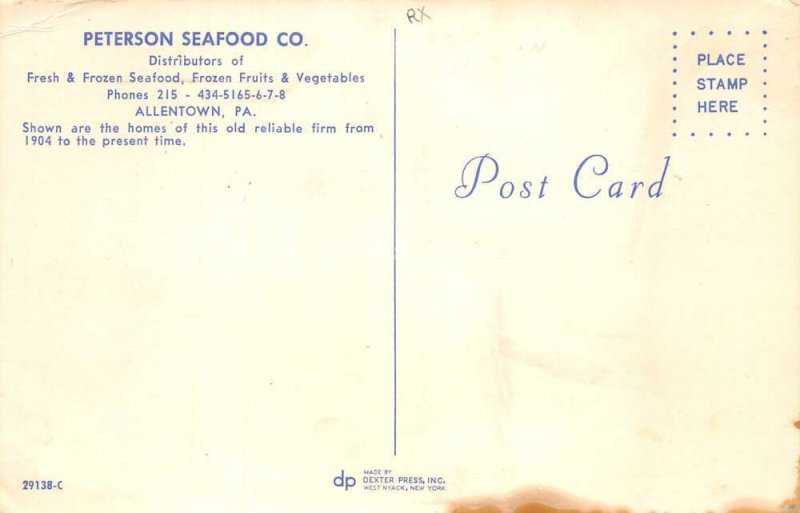 PETERSON SEAFOOD CO.
Distributors of
Fresh & Frozen Seafood, Frozen Fruits & Vegetables
Phones 215 - 434-5165-6-7-8
ALLENTOWN, PA.
Shown are the homes of this old reliable firm from
1904 to the present time.
RX
PLACE
STAMP
HERE
Post Card
29138-C
dp
MADE BY
DEXTER PRESS, INC.
WEST NYACK, NEW YORK